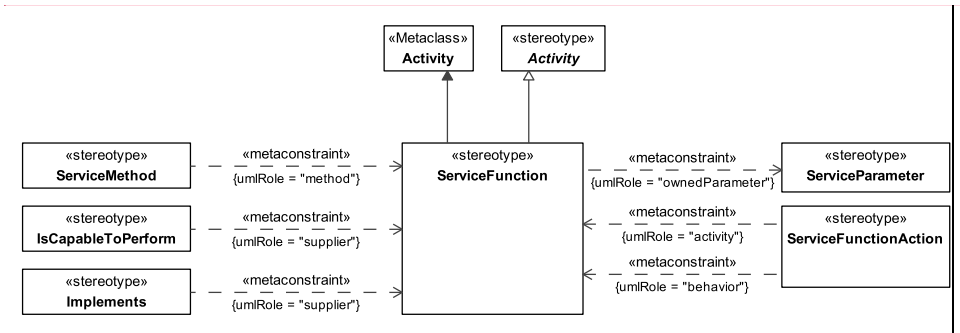 «Metaclass»
Activity
«stereotype»
Activity
«stereotype»
ServiceMethod
«metaconstraint»
{umlRole = "method"}
«stereotype»
IsCapableToPerform
«metaconstraint»
{umlRole = "supplier"}
«stereotype»
Implements
«metaconstraint»
{umlRole = "supplier"}
«stereotype»
ServiceFunction
«metaconstraint»
{umlRole = "ownedParameter"}
«stereotype»
ServiceParameter
«metaconstraint»
{umlRole = "activity"}
«metaconstraint»
{umlRole = "behavior"}
«stereotype»
ServiceFunctionAction